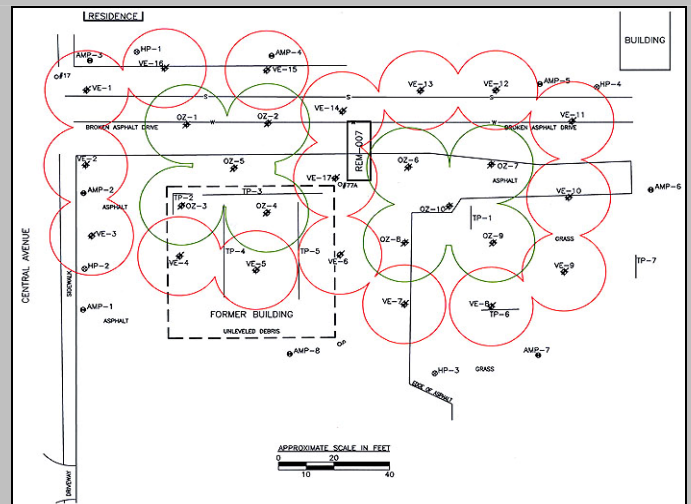 RESIDENCE
BUILDING
HP-1
AMP-3
AMP-4
VE-16
VE-15
#17
VE-1
VE-13
VE-12
AMP-5
HP-4
S
S
S
VE-14
OZ-1
OZ-2
VE-11
W
W
BROKEN ASPHALT DRIVE
BROKEN ASPHALT DRIVE
REM-007
VE-2
OZ-5
OZ-6
OZ-7
VE-17
ASPHALT
#77A
AMP-2
TP-3
VE-10
AMP-6
TP-2
ASPHALT
OZ-3
OZ-4
OZ-10
TP-1
VE-3
OZ-8
OZ-9
GRASS
CENTRAL AVENUE
TP-4
TP-5
VE-4
VE-5
VE-6
TP-7
HP-2
SIDEWALK
VE-9
AMP-1
VE-7
VE-8
TP-6
ASPHALT
FORMER BUILDING
UNLEVELED DEBRIS
AMP-8
AMP-7
HP-3
GRASS
EDGE OF ASPHALT
APPROXIMATE SCALE IN FEET
0 20
10 40
DRIVEWAY